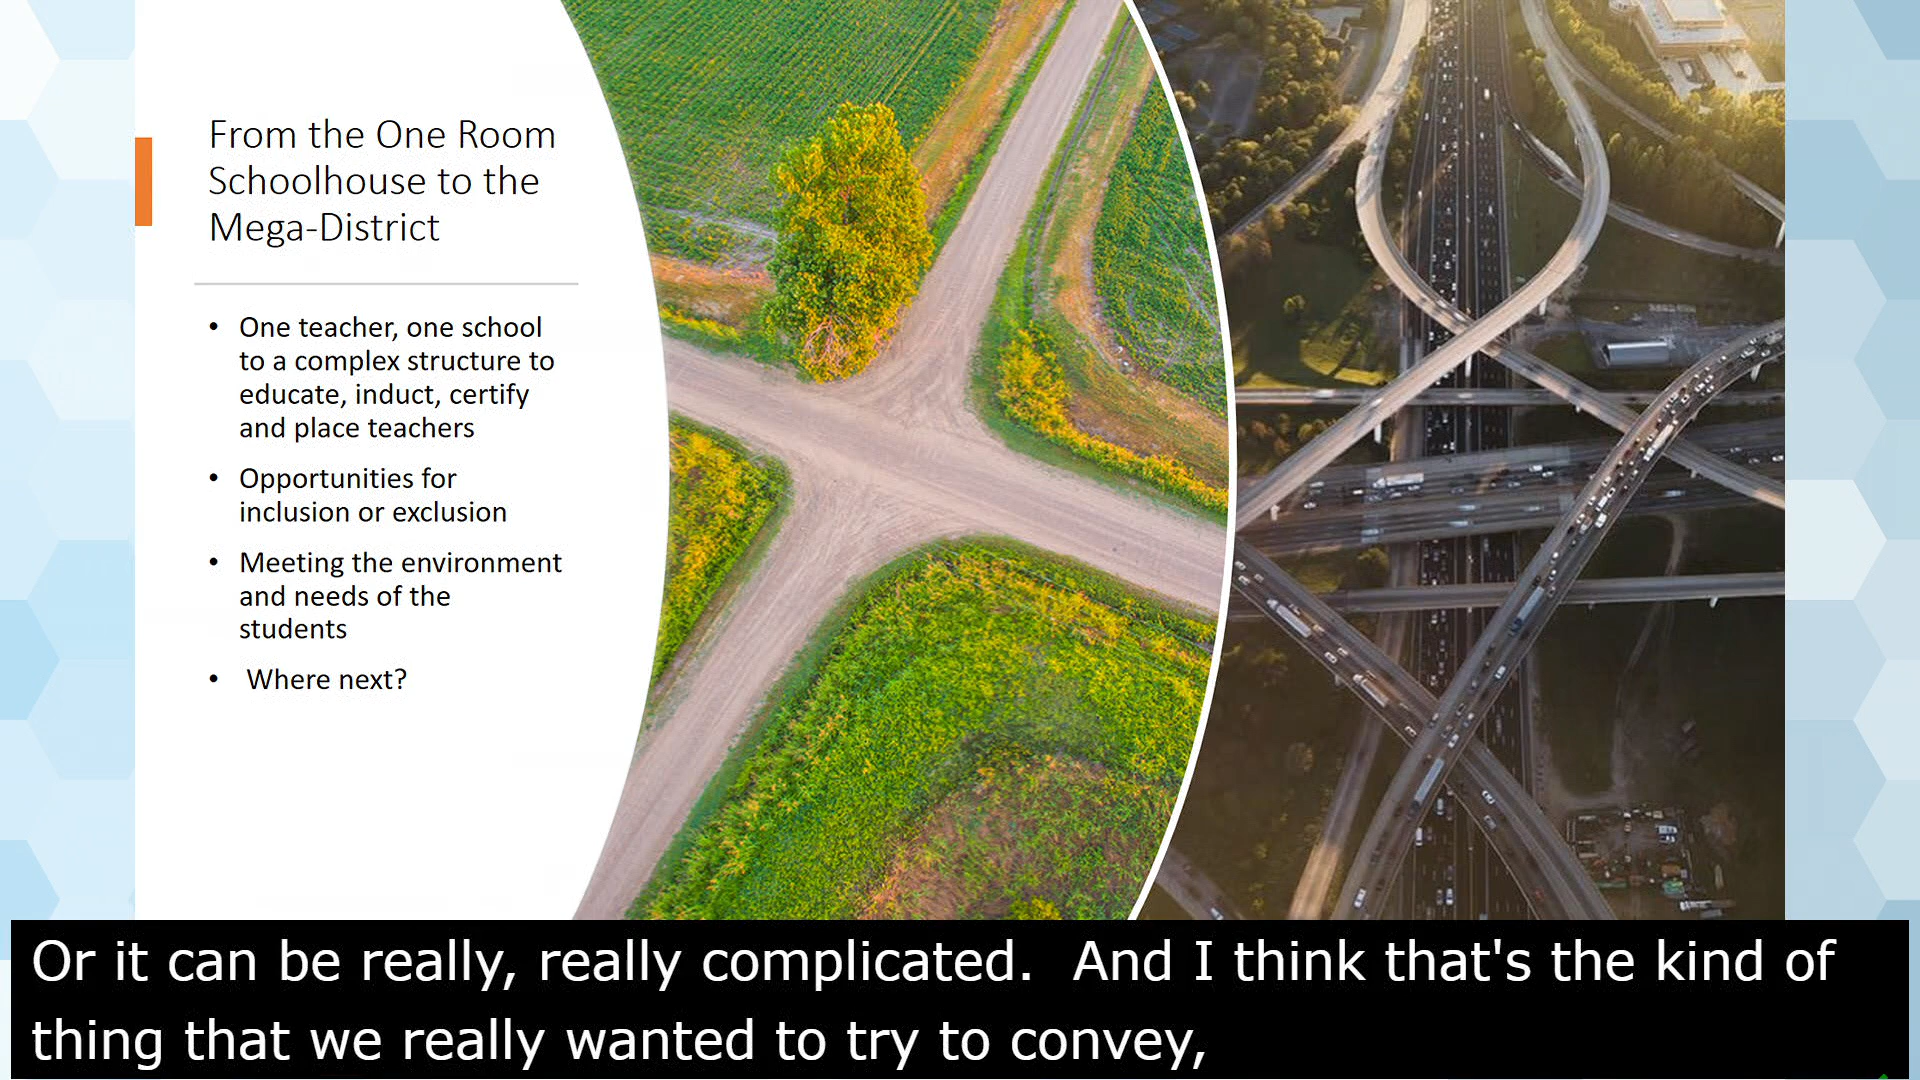 From the One Room
Schoolhouse to the
Mega-District
• One teacher, one school
to a complex structure to
educate, induct, certify
and place teachers
• Opportunities for
inclusion or exclusion
• Meeting the environment
and needs of the
students
• Where next?
Or it can be really, really complicated.  And I think that's the kind of
thing that we really wanted to try to convey,